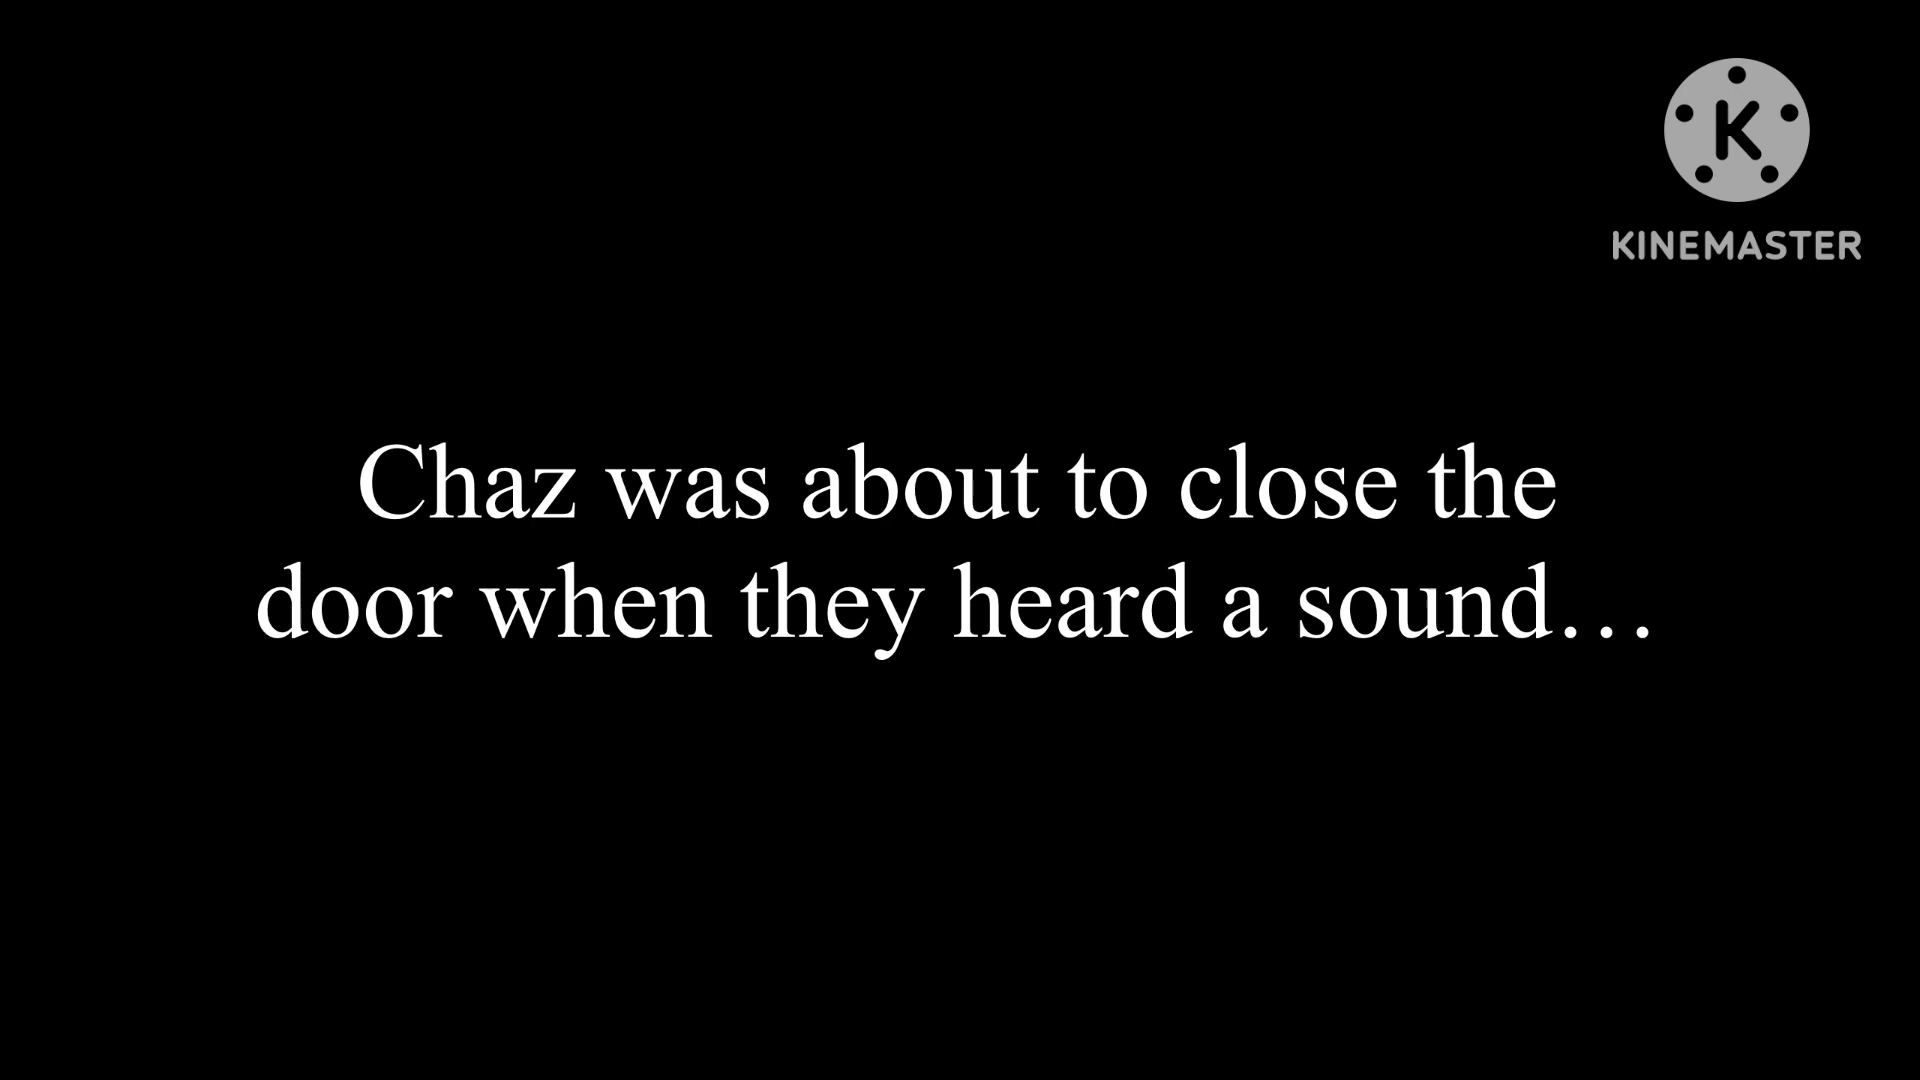 K
KINEMASTER
Chaz was about to close the
door when they heard a sound…